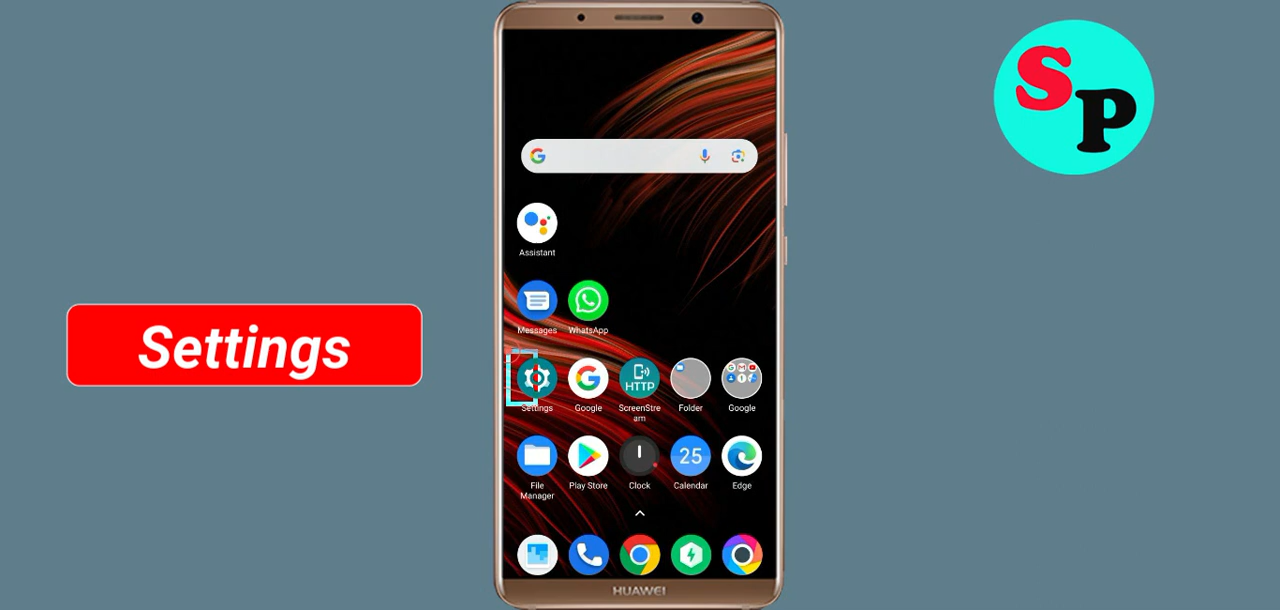 S
P
Assistant
Messages WhatsApp
Settings
HTTP
Settings Google ScreenStre
am Folder Google
25
File
Manager Play Store Clock Calendar Edge
HUAWEI